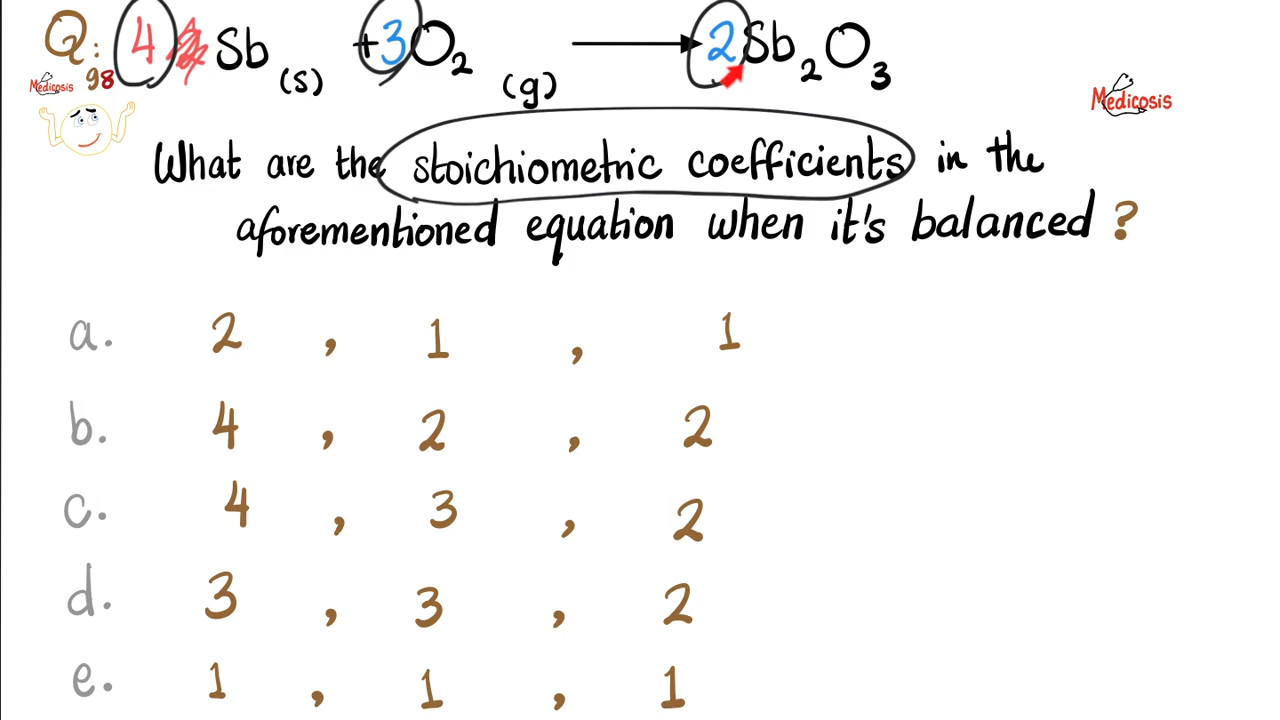 Q: 4 Sb (s) +3O₂ (g) → 2Sb₂O₃
98
Medicosis
Medicosis
What are the stoichiometric coefficients in the
aforementioned equation when it's balanced ?
a. 2 , 1 , 1
b. 4 , 2 , 2
c. 4 , 3 , 2
d. 3 , 3 , 2
e. 1 , 1 , 1